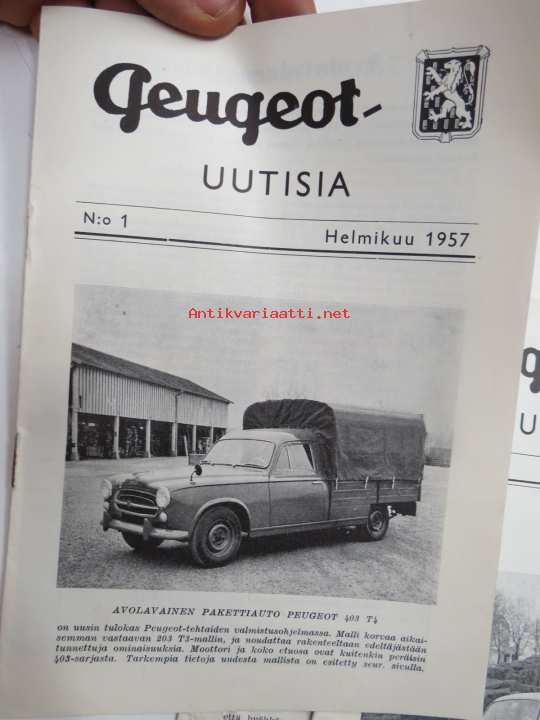 Peugeot-
UUTISIA
N:o 1
Helmikuu 1957
Antikvariaatti.net
AVOLAVAINEN PAKETTIAUTO PEUGEOT 403 T4
on uusin tulokas Peugeot-tehtaiden valmistusohjelmassa. Malli korvaa aikai-
semman vastaavan 203 T3-mallin, ja noudattaa rakenteeltaan edeltäjästään
tunnettuja ominaisuuksia. Moottori ja koko etuosa ovat kuitenkin peräisin
403-sarjasta. Tarkempia tietoja uudesta mallista on esitetty seur. sivulla.
g
U